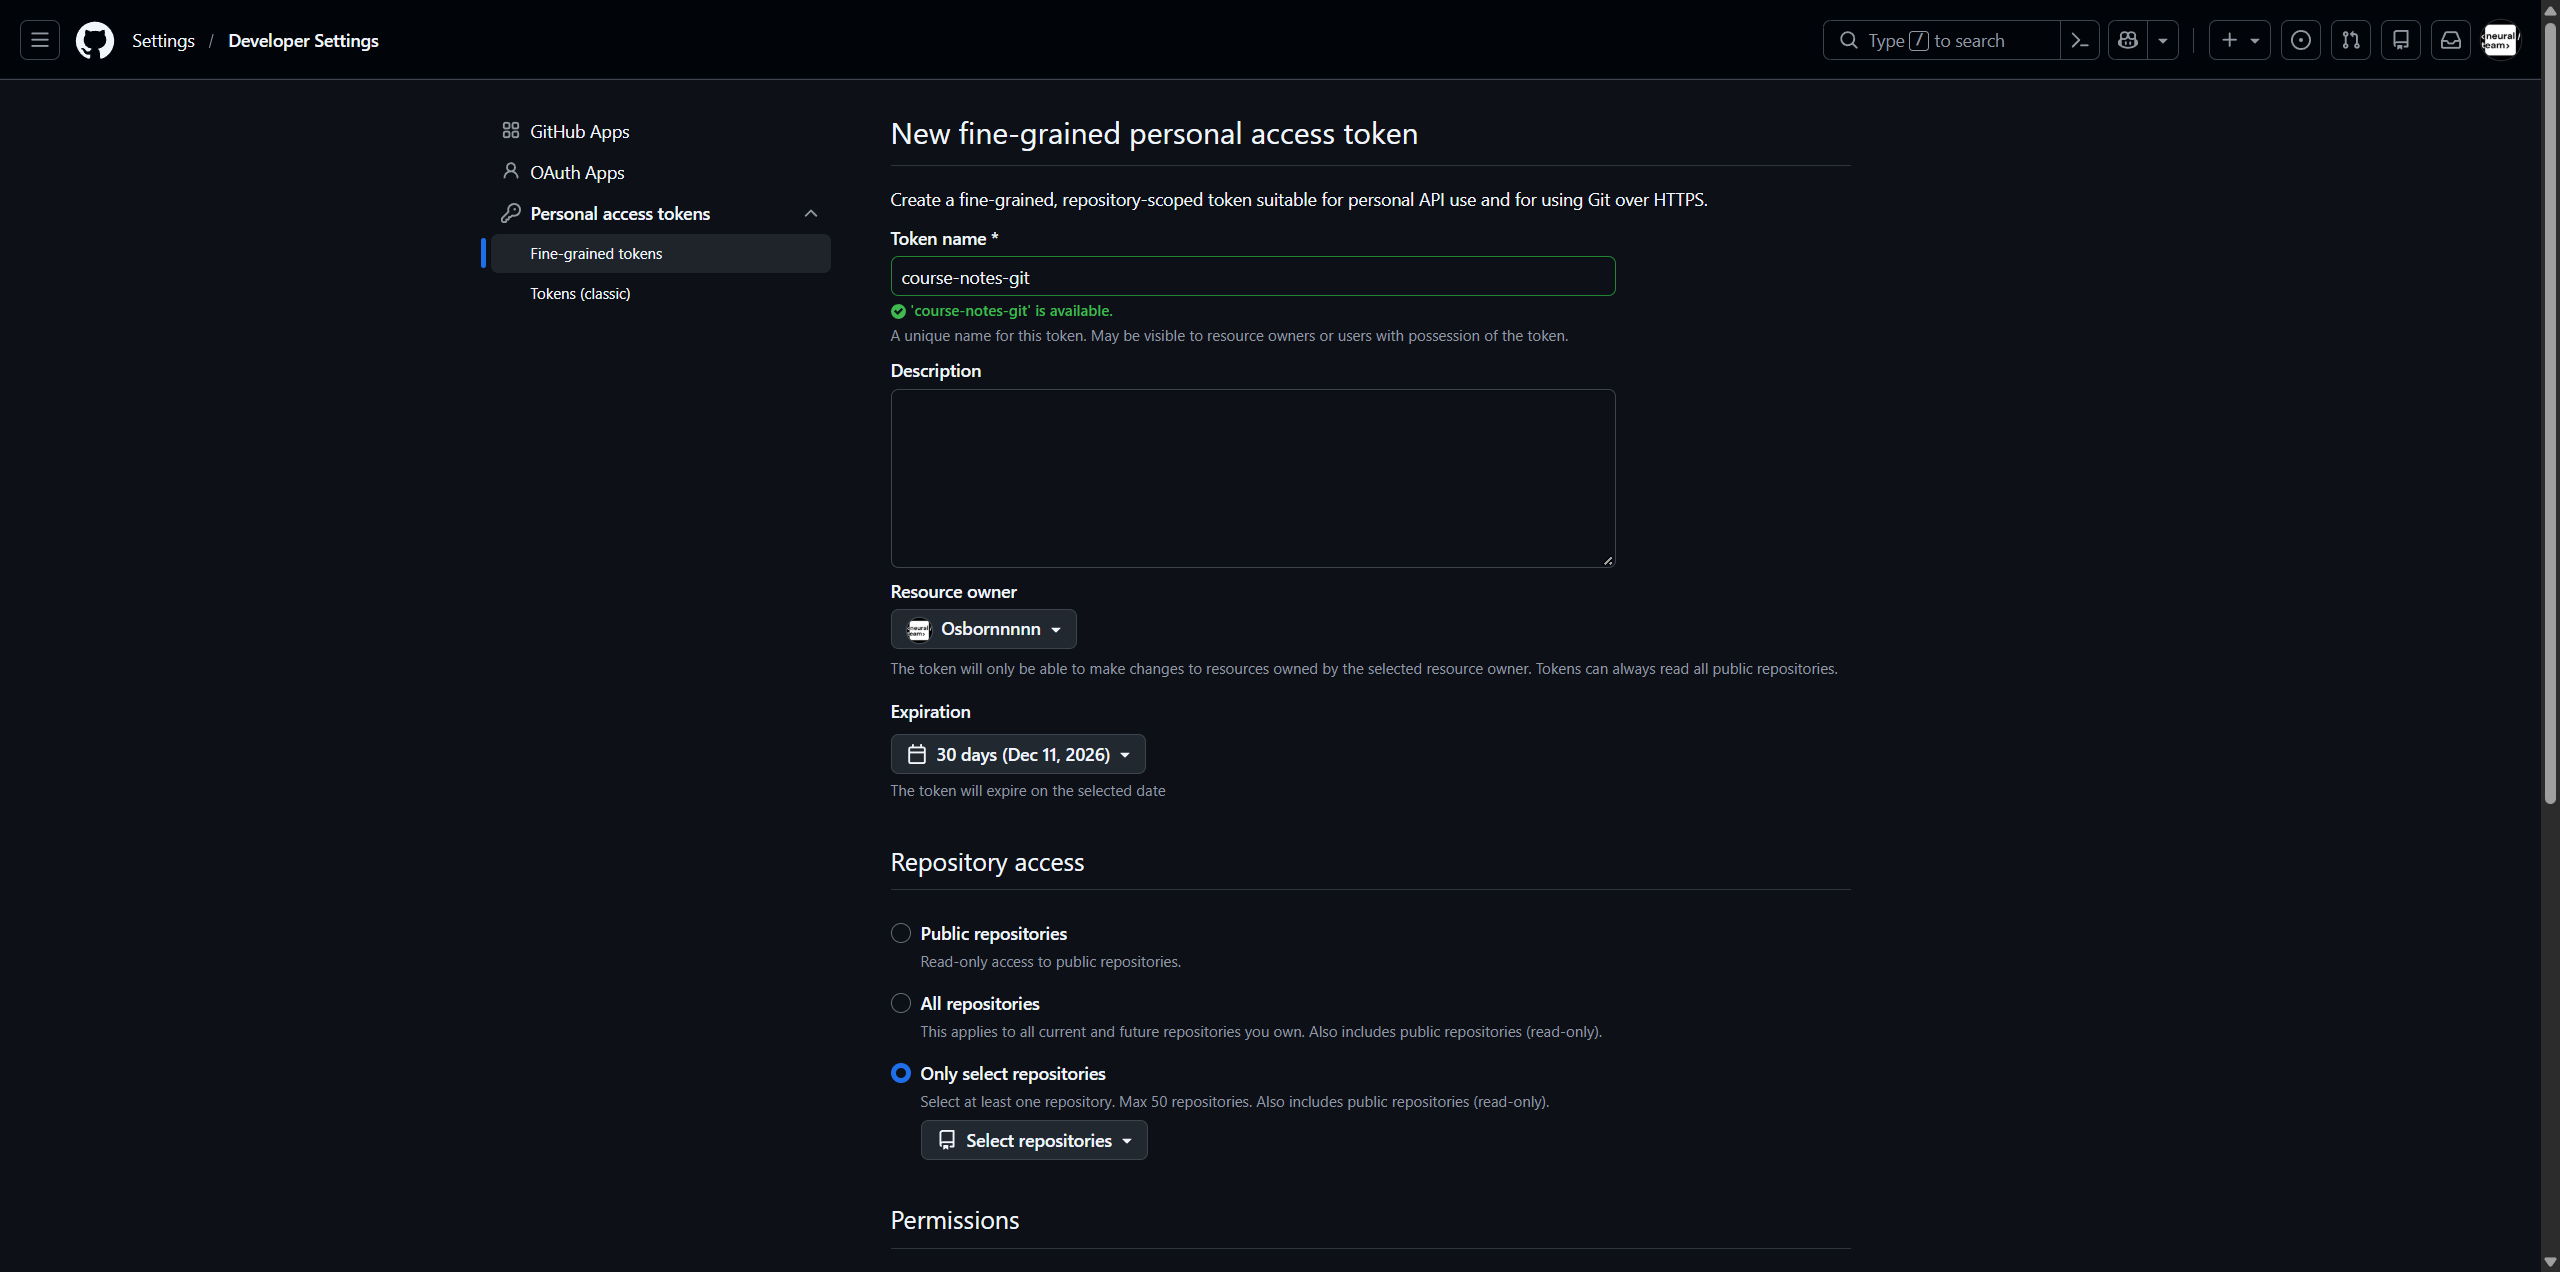 Settings / Developer Settings
Type / to search
GitHub Apps
OAuth Apps
Personal access tokens
Fine-grained tokens
Tokens (classic)
New fine-grained personal access token
Create a fine-grained, repository-scoped token suitable for personal API use and for using Git over HTTPS.
Token name *
course-notes-git
'course-notes-git' is available.
A unique name for this token. May be visible to resource owners or users with possession of the token.
Description
Resource owner
Osbornnnnn
The token will only be able to make changes to resources owned by the selected resource owner. Tokens can always read all public repositories.
Expiration
30 days (Dec 11, 2026)
The token will expire on the selected date
Repository access
Public repositories
Read-only access to public repositories.
All repositories
This applies to all current and future repositories you own. Also includes public repositories (read-only).
Only select repositories
Select at least one repository. Max 50 repositories. Also includes public repositories (read-only).
Select repositories
Permissions